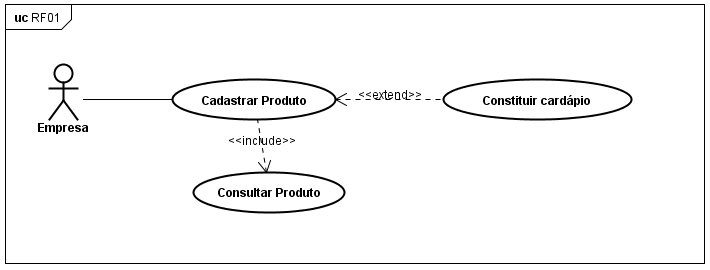 uc RF01
Empresa
Cadastrar Produto
<<extend>>
Constituir cardápio
<<include>>
Consultar Produto